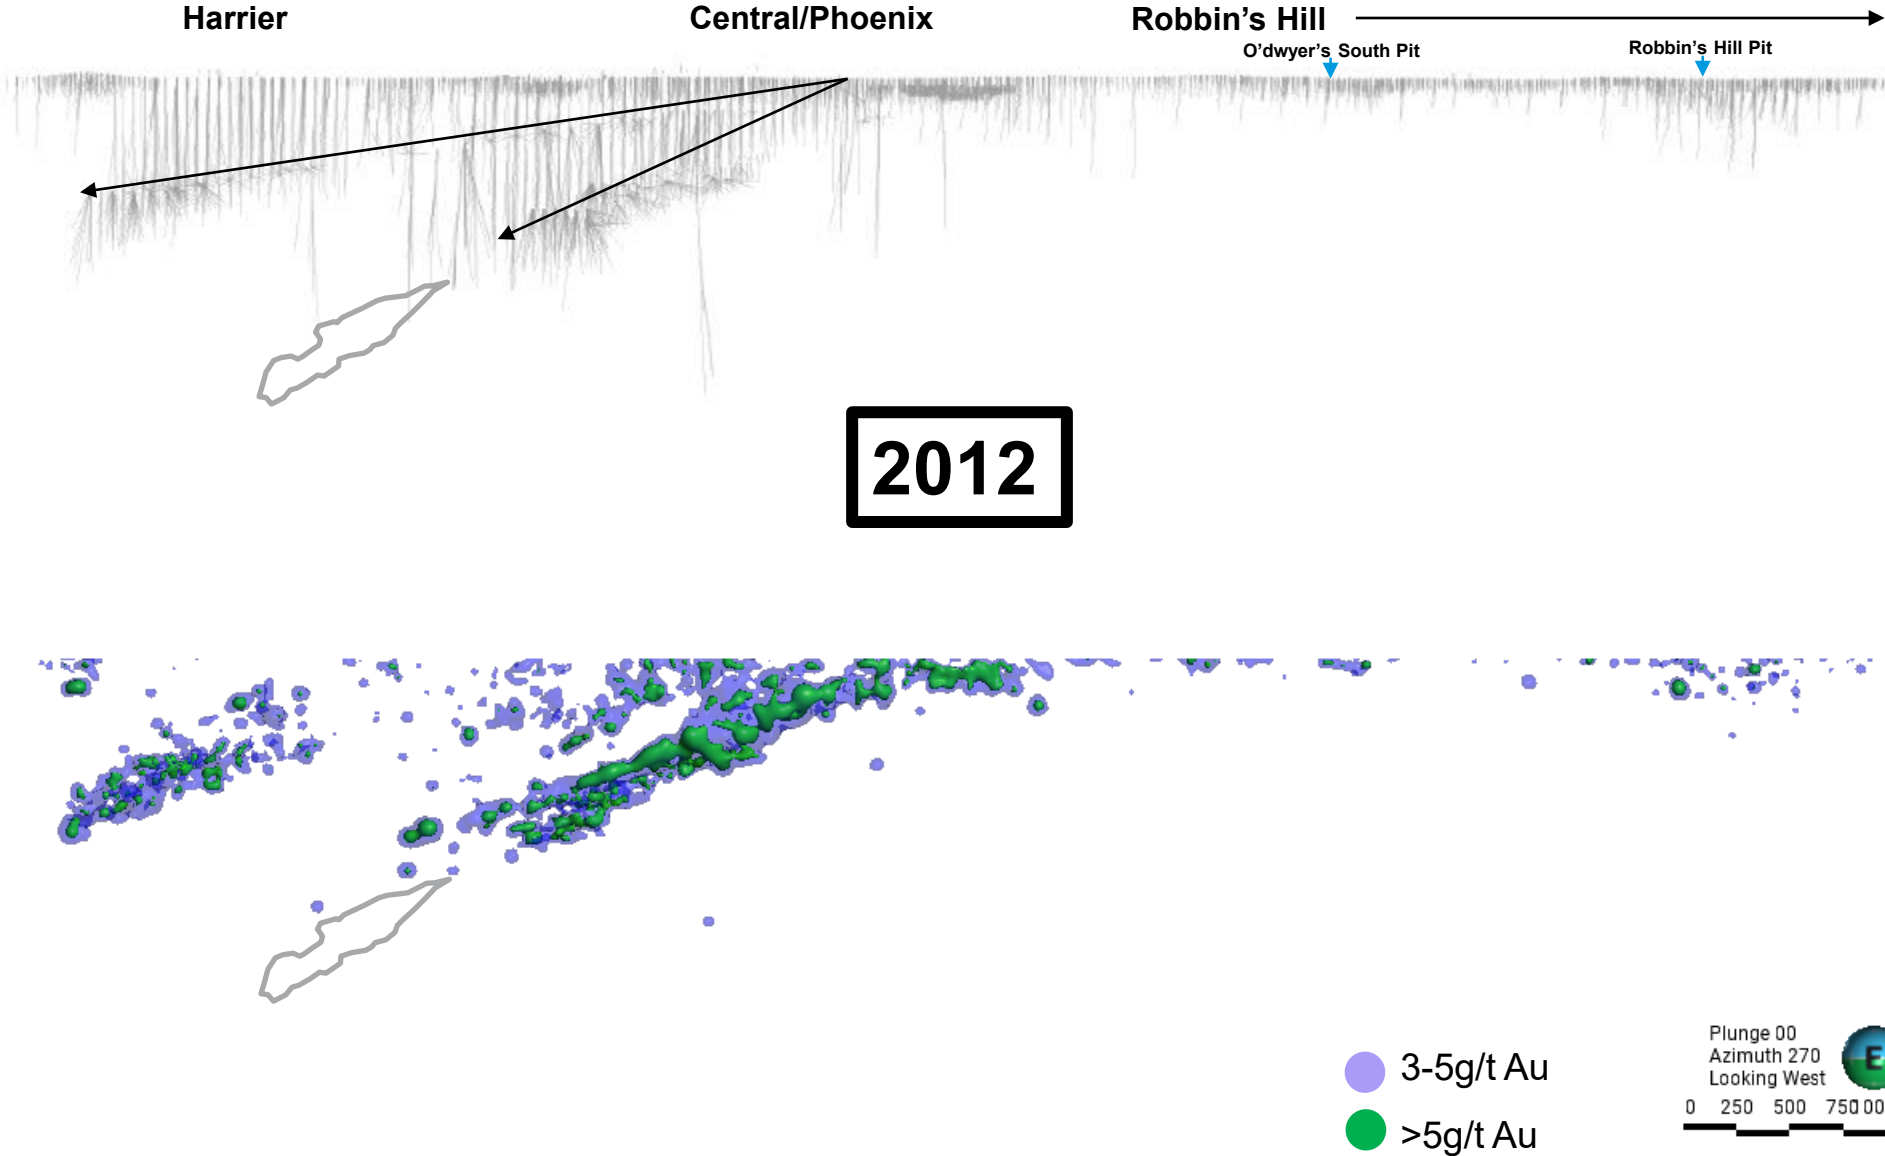 Harrier
Central/Phoenix
Robbin's Hill
O'dwyer's South Pit
Robbin's Hill Pit
2012
3-5g/t Au
>5g/t Au
Plunge 00
Azimuth 270
Looking West
E
0 250 500 750